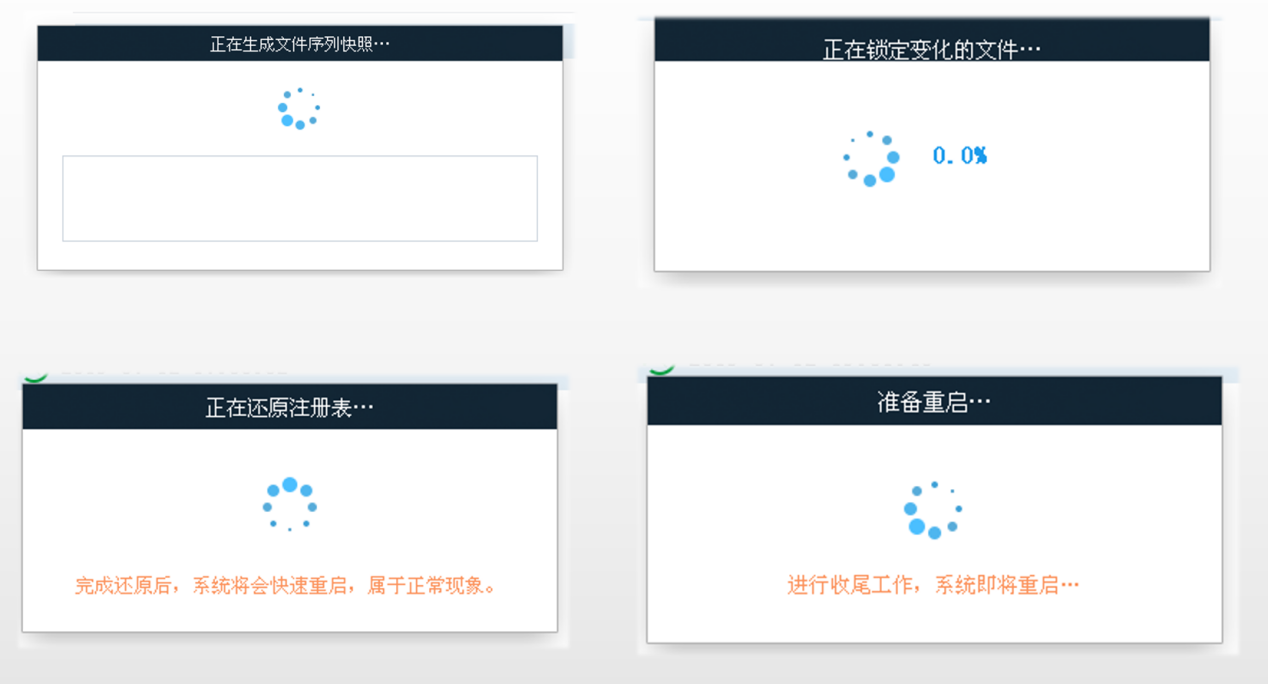 正在生成文件序列快照…
正在锁定变化的文件…
0.0%
正在还原注册表…
完成还原后，系统将会快速重启，属于正常现象。
准备重启…
进行收尾工作，系统即将重启…